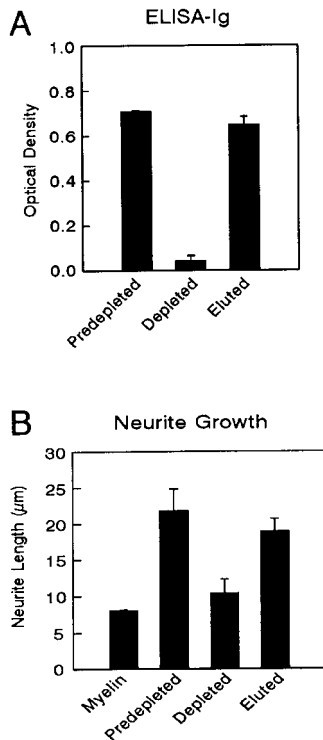 A
ELISA-Ig
Optical Density
1.0
0.8
0.6
0.4
0.2
0.0
Predepleted
Depleted
Eluted
B
Neurite Growth
Neurite Length (μm)
30
25
20
15
10
5
0
Myelin
Predepleted
Depleted
Eluted